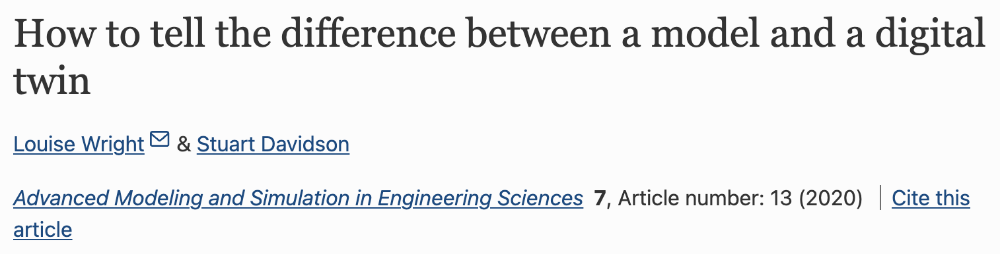 How to tell the difference between a model and a digital
twin
Louise Wright & Stuart Davidson
Advanced Modeling and Simulation in Engineering Sciences 7, Article number: 13 (2020) | Cite this
article